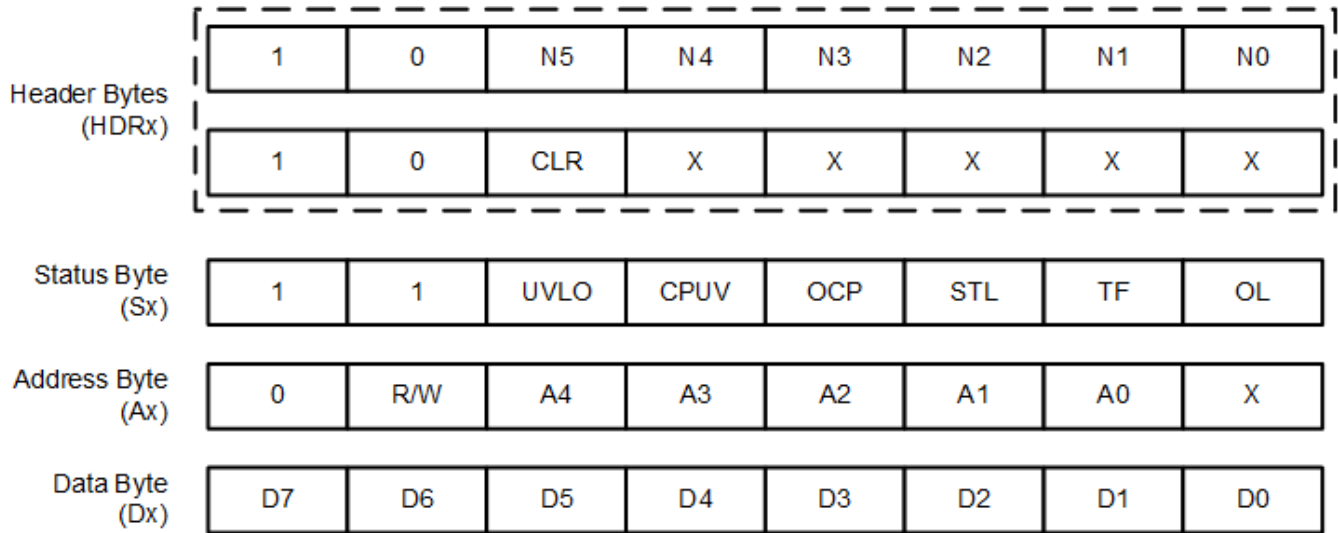 1 0 N5 N4 N3 N2 N1 N0
Header Bytes
(HDRx)
1 0 CLR X X X X X
Status Byte
(Sx)
1 1 UVLO CPUV OCP STL TF OL
Address Byte
(Ax)
0 R/W A4 A3 A2 A1 A0 X
Data Byte
(Dx)
D7 D6 D5 D4 D3 D2 D1 D0